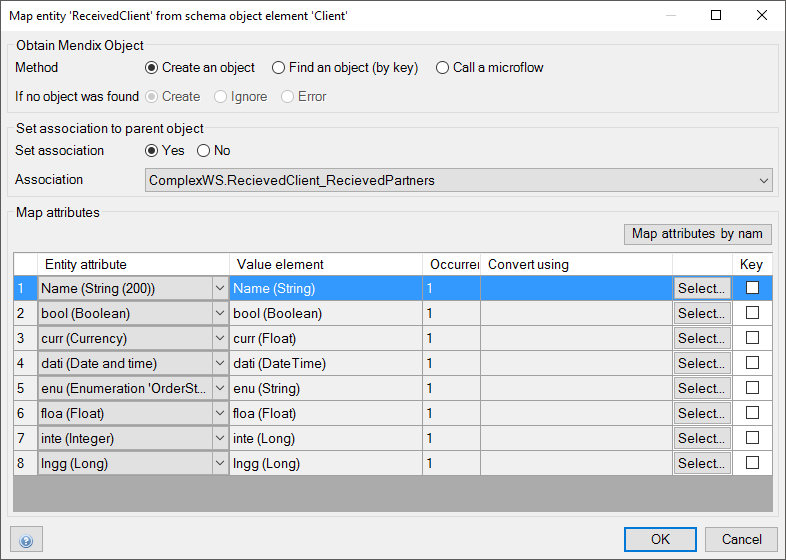 Map entity 'ReceivedClient' from schema object element 'Client'
Obtain Mendix Object
Method Create an object Find an object (by key) Call a microflow
If no object was found Create Ignore Error
Set association to parent object
Set association Yes No
Association ComplexWS.RecievedClient_RecievedPartners
Map attributes
Map attributes by nam
Entity attribute Value element Occurren Convert using Key
1 Name (String (200)) Name (String) 1 Select...
2 bool (Boolean) bool (Boolean) 1 Select...
3 curr (Currency) curr (Float) 1 Select...
4 dati (Date and time) dati (DateTime) 1 Select...
5 enu (Enumeration 'OrderSt... enu (String) 1 Select...
6 floa (Float) floa (Float) 1 Select...
7 inte (Integer) inte (Long) 1 Select...
8 lngg (Long) lngg (Long) 1 Select...
? OK Cancel